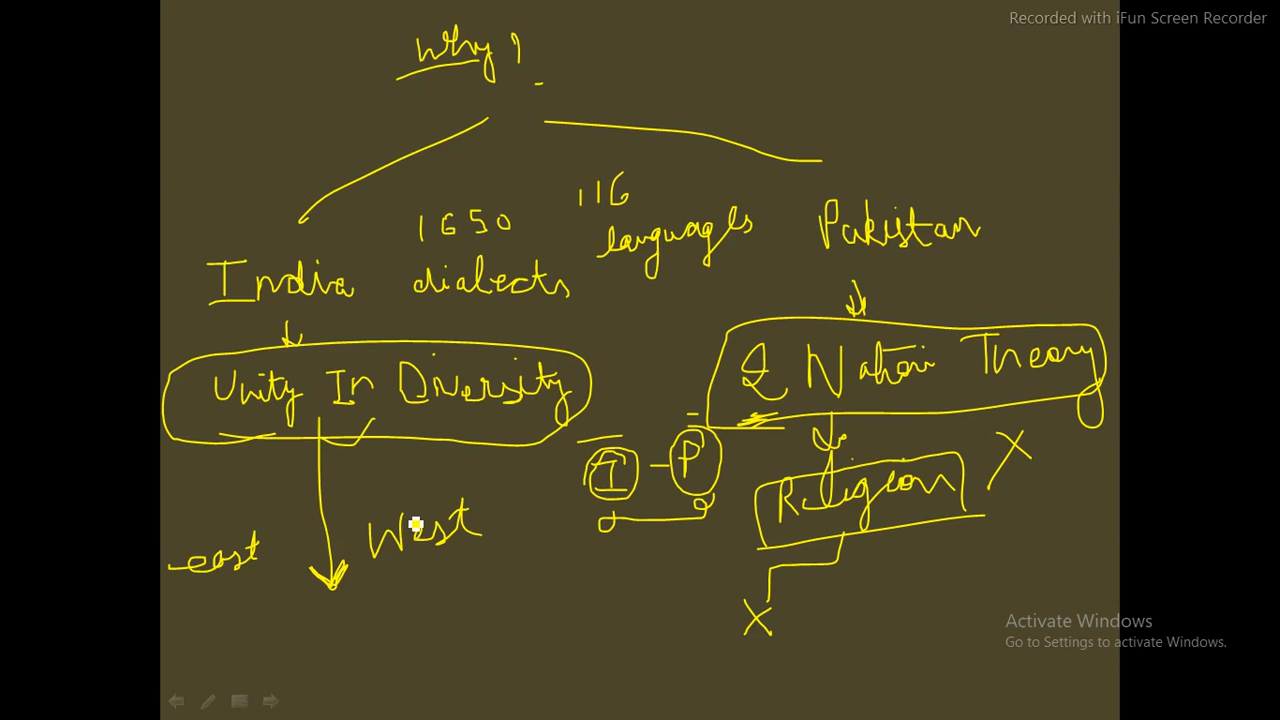 Recorded with iFun Screen Recorder
Why?
116
languages
1650
dialects
India
Pakistan
Unity In Diversity
2 Nation Theory
I - P
Religion X
east
West
X
Activate Windows
Go to Settings to activate Windows.